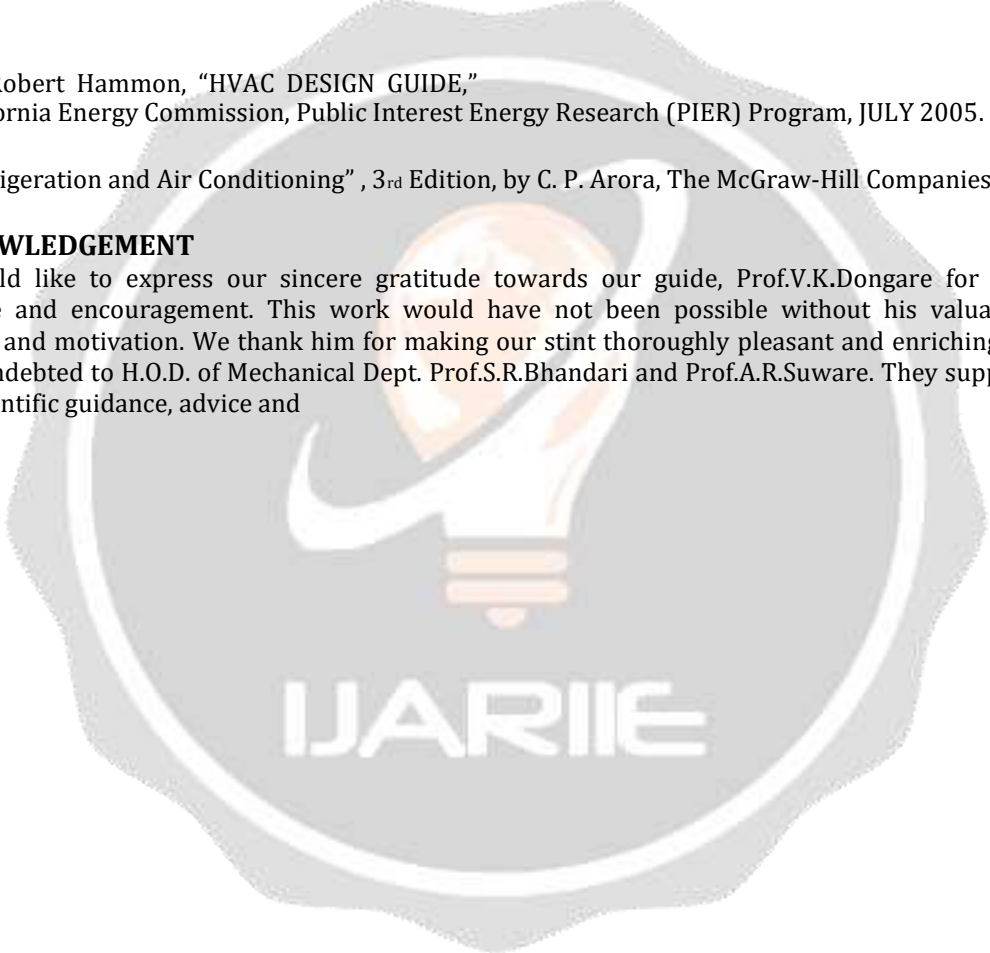 Robert Hammon, “HVAC DESIGN GUIDE,”
ornia Energy Commission, Public Interest Energy Research (PIER) Program, JULY 2005.
igeration and Air Conditioning” , 3rd Edition, by C. P. Arora, The McGraw-Hill Companies
WLEDGEMENT
ld like to express our sincere gratitude towards our guide, Prof.V.K.Dongare for
e and encouragement. This work would have not been possible without his valua
and motivation. We thank him for making our stint thoroughly pleasant and enriching
ndebted to H.O.D. of Mechanical Dept. Prof.S.R.Bhandari and Prof.A.R.Suware. They supp
ntific guidance, advice and
IJARIIE